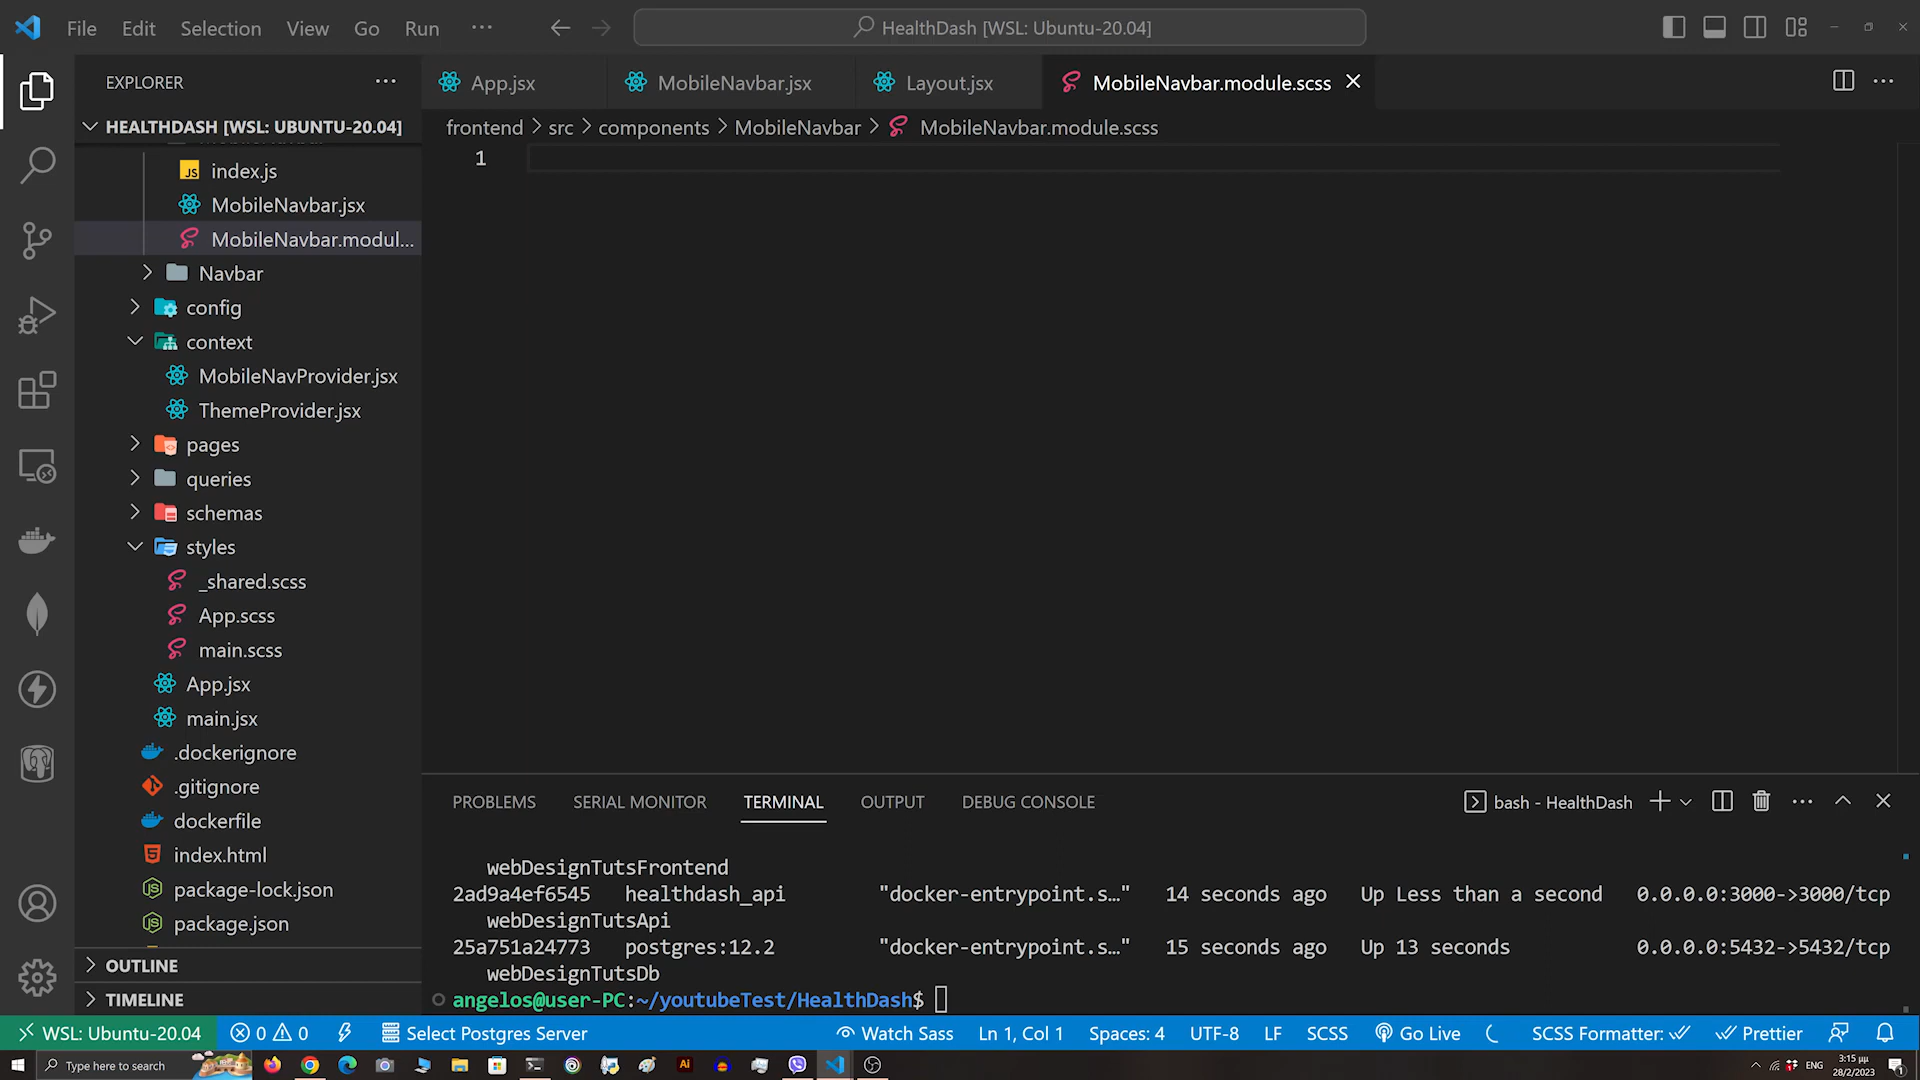 File Edit Selection View Go Run ···
HealthDash [WSL: Ubuntu-20.04]
EXPLORER
HEALTHDASH [WSL: UBUNTU-20.04]
index.js
MobileNavbar.jsx
MobileNavbar.modul...
Navbar
config
context
MobileNavProvider.jsx
ThemeProvider.jsx
pages
queries
schemas
styles
_shared.scss
App.scss
main.scss
App.jsx
main.jsx
.dockerignore
.gitignore
dockerfile
index.html
package-lock.json
package.json
OUTLINE
TIMELINE
App.jsx MobileNavbar.jsx Layout.jsx MobileNavbar.module.scss
frontend > src > components > MobileNavbar > MobileNavbar.module.scss
1
PROBLEMS SERIAL MONITOR TERMINAL OUTPUT DEBUG CONSOLE bash - HealthDash
webDesignTutsFrontend
2ad9a4ef6545 healthdash_api "docker-entrypoint.s…" 14 seconds ago Up Less than a second 0.0.0.0:3000->3000/tcp
webDesignTutsApi
25a751a24773 postgres:12.2 "docker-entrypoint.s…" 15 seconds ago Up 13 seconds 0.0.0.0:5432->5432/tcp
webDesignTutsDb
angelos@user-PC:~/youtubeTest/HealthDash$
WSL: Ubuntu-20.04 0 0 Select Postgres Server Watch Sass Ln 1, Col 1 Spaces: 4 UTF-8 LF SCSS Go Live SCSS Formatter: Prettier
Type here to search Ai ENG 3:15 μμ
28/2/2023